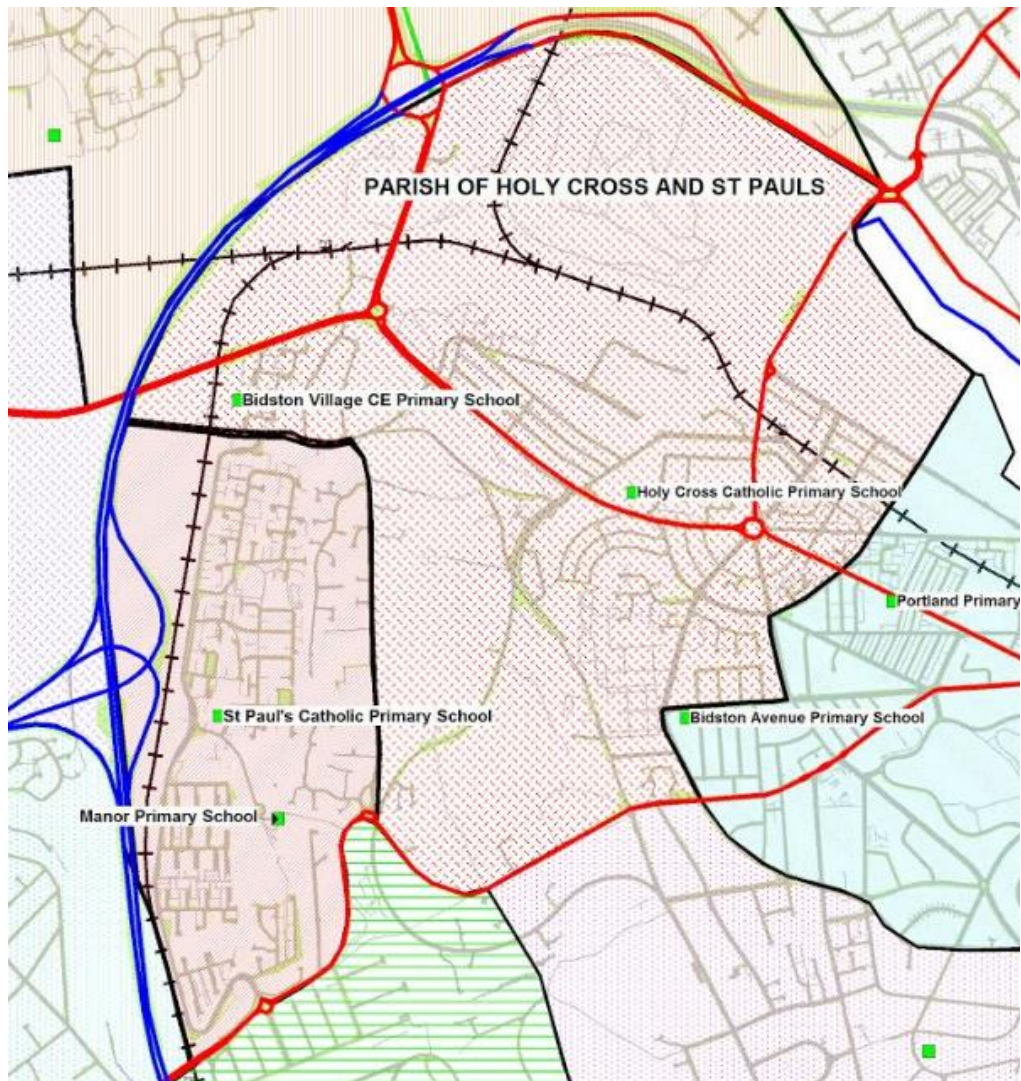 PARISH OF HOLY CROSS AND ST PAULS
Bidston Village CE Primary School
Holy Cross Catholic Primary School
Portland Primary
St Paul's Catholic Primary School
Bidston Avenue Primary School
Manor Primary School